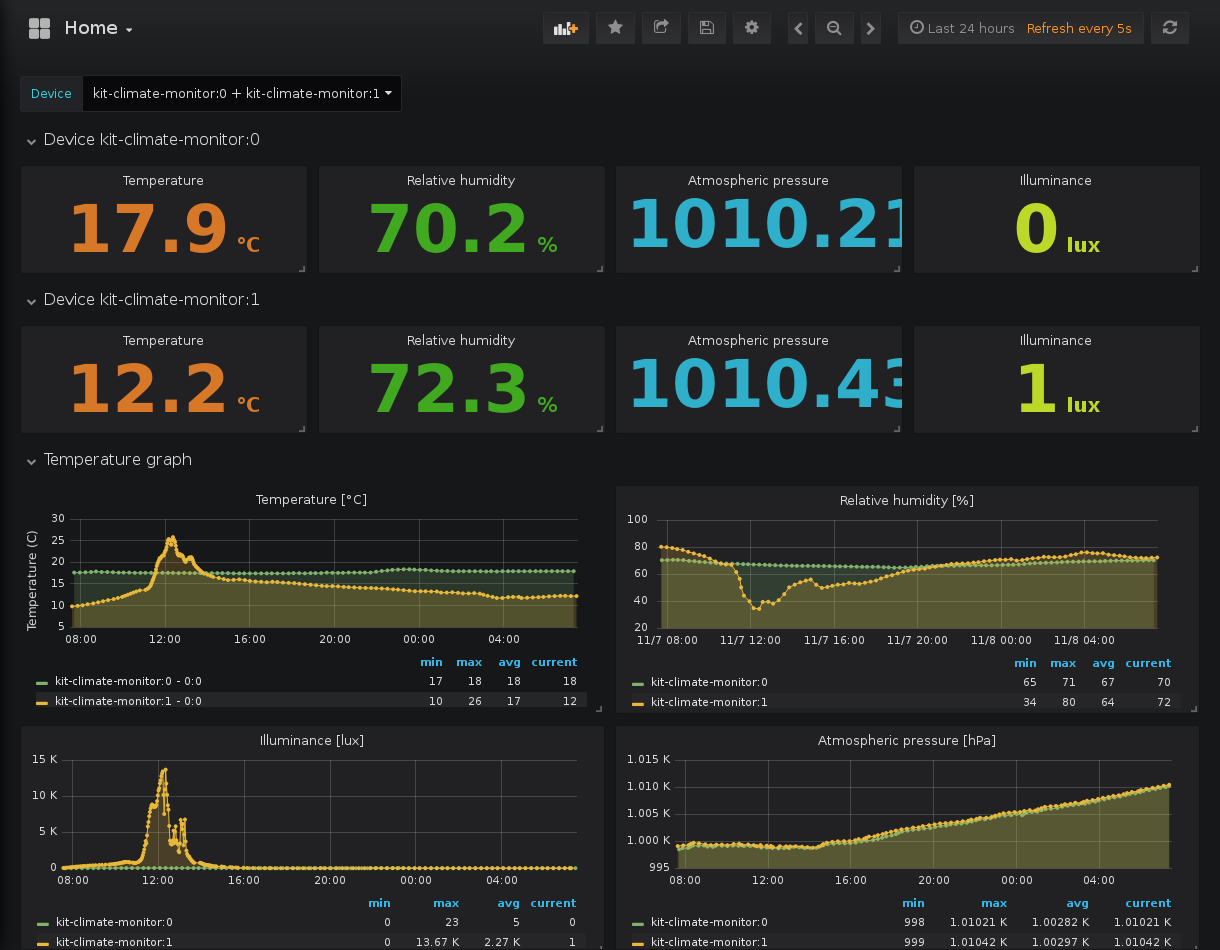 Home
Last 24 hours Refresh every 5s
Device kit-climate-monitor:0 + kit-climate-monitor:1
Device kit-climate-monitor:0
Temperature Relative humidity Atmospheric pressure Illuminance
17.9 °C 70.2 % 1010.21 0 lux
Device kit-climate-monitor:1
Temperature Relative humidity Atmospheric pressure Illuminance
12.2 °C 72.3 % 1010.43 1 lux
Temperature graph
Temperature [°C]
Temperature (C)
30
25
20
15
10
5
08:00 12:00 16:00 20:00 00:00 04:00
min max avg current
kit-climate-monitor:0 - 0:0 17 18 18 18
kit-climate-monitor:1 - 0:0 10 26 17 12
Relative humidity [%]
100
80
60
40
20
11/7 08:00 11/7 12:00 11/7 16:00 11/7 20:00 11/8 00:00 11/8 04:00
min max avg current
kit-climate-monitor:0 65 71 67 70
kit-climate-monitor:1 34 80 64 72
Illuminance [lux]
15 K
10 K
5 K
0
08:00 12:00 16:00 20:00 00:00 04:00
min max avg current
kit-climate-monitor:0 0 23 5 0
kit-climate-monitor:1 0 13.67 K 2.27 K 1
Atmospheric pressure [hPa]
1.015 K
1.010 K
1.005 K
1.000 K
995
08:00 12:00 16:00 20:00 00:00 04:00
min max avg current
kit-climate-monitor:0 998 1.01021 K 1.00282 K 1.01021 K
kit-climate-monitor:1 999 1.01042 K 1.00297 K 1.01042 K